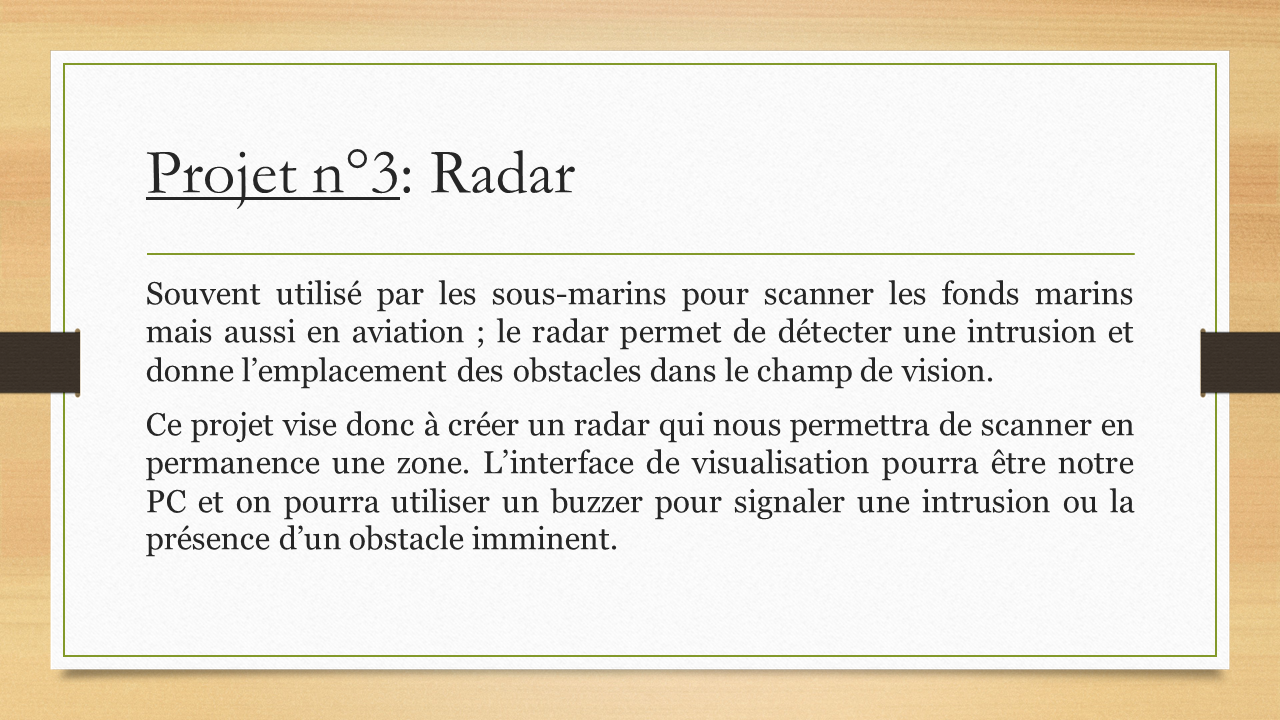 Projet n°3: Radar
Souvent utilisé par les sous-marins pour scanner les fonds marins
mais aussi en aviation ; le radar permet de détecter une intrusion et
donne l’emplacement des obstacles dans le champ de vision.
Ce projet vise donc à créer un radar qui nous permettra de scanner en
permanence une zone. L’interface de visualisation pourra être notre
PC et on pourra utiliser un buzzer pour signaler une intrusion ou la
présence d’un obstacle imminent.